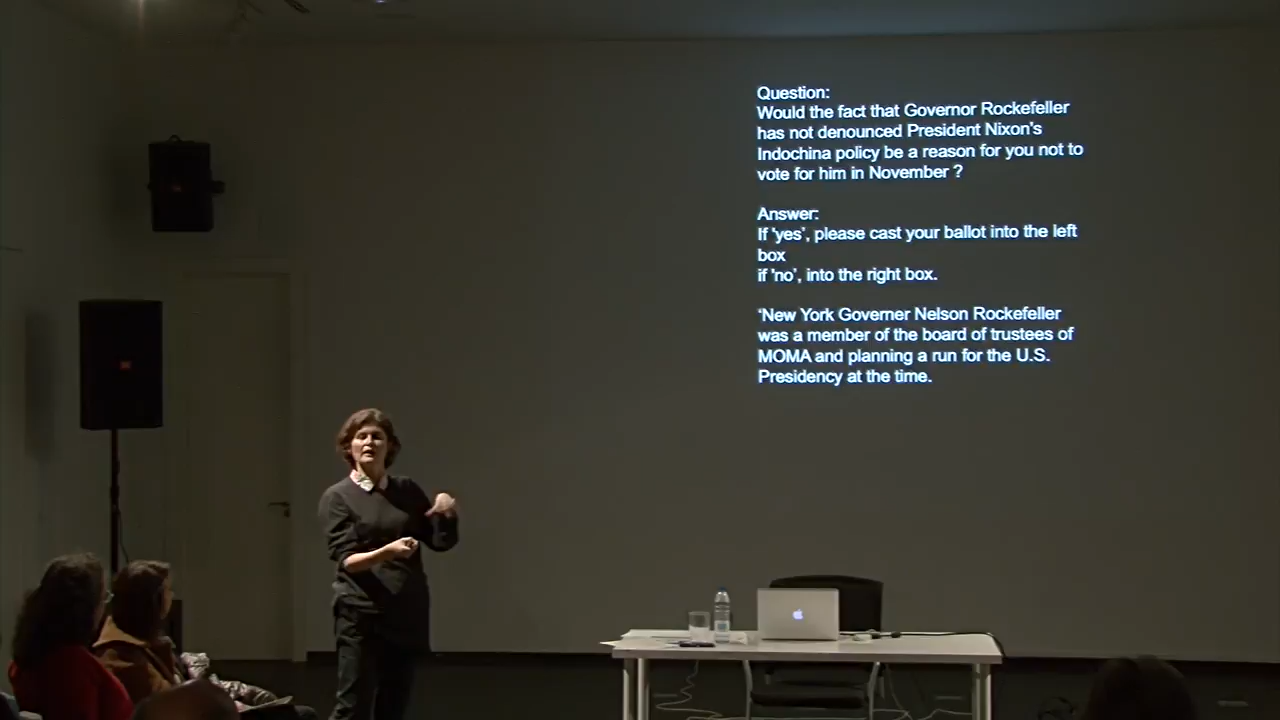 Question:
Would the fact that Governor Rockefeller
has not denounced President Nixon's
Indochina policy be a reason for you not to
vote for him in November ?
Answer:
If 'yes', please cast your ballot into the left
box
if 'no', into the right box.
‘New York Governer Nelson Rockefeller
was a member of the board of trustees of
MOMA and planning a run for the U.S.
Presidency at the time.